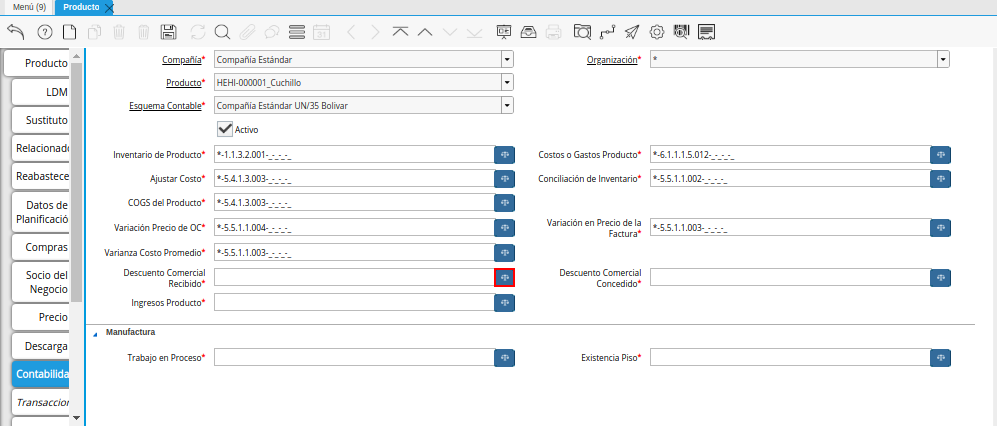 Menú (9) Producto
Producto
LDM
Sustituto
Relacionado
Reabastece
Datos de
Planificació
Compras
Socio del
Negocio
Precio
Descarga
Contabilida
Transaccion
Compañía* Compañía Estándar Organización* *
Producto* HEHI-000001_Cuchillo
Esquema Contable* Compañía Estándar UN/35 Bolivar
Activo
Inventario de Producto* *-1.1.3.2.001-_-_-_-_ Costos o Gastos Producto* *-6.1.1.1.5.012-_-_-_-_
Ajustar Costo* *-5.4.1.3.003-_-_-_-_ Conciliación de Inventario* *-5.5.1.1.002-_-_-_-_
COGS del Producto* *-5.4.1.3.003-_-_-_-_
Variación Precio de OC* *-5.5.1.1.004-_-_-_-_ Variación en Precio de la
Factura* *-5.5.1.1.003-_-_-_-_
Varianza Costo Promedio* *-5.5.1.1.003-_-_-_-_
Descuento Comercial
Recibido* Descuento Comercial
Concedido*
Ingresos Producto*
Manufactura
Trabajo en Proceso* Existencia Piso*